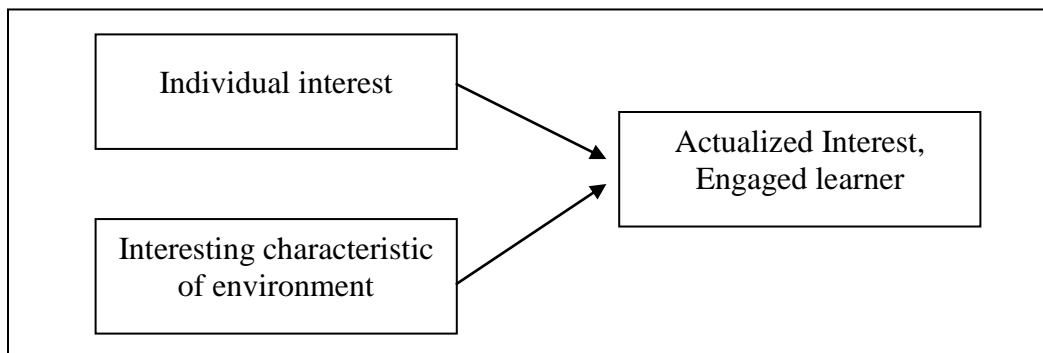 Individual interest
Actualized Interest,
Engaged learner
Interesting characteristic
of environment